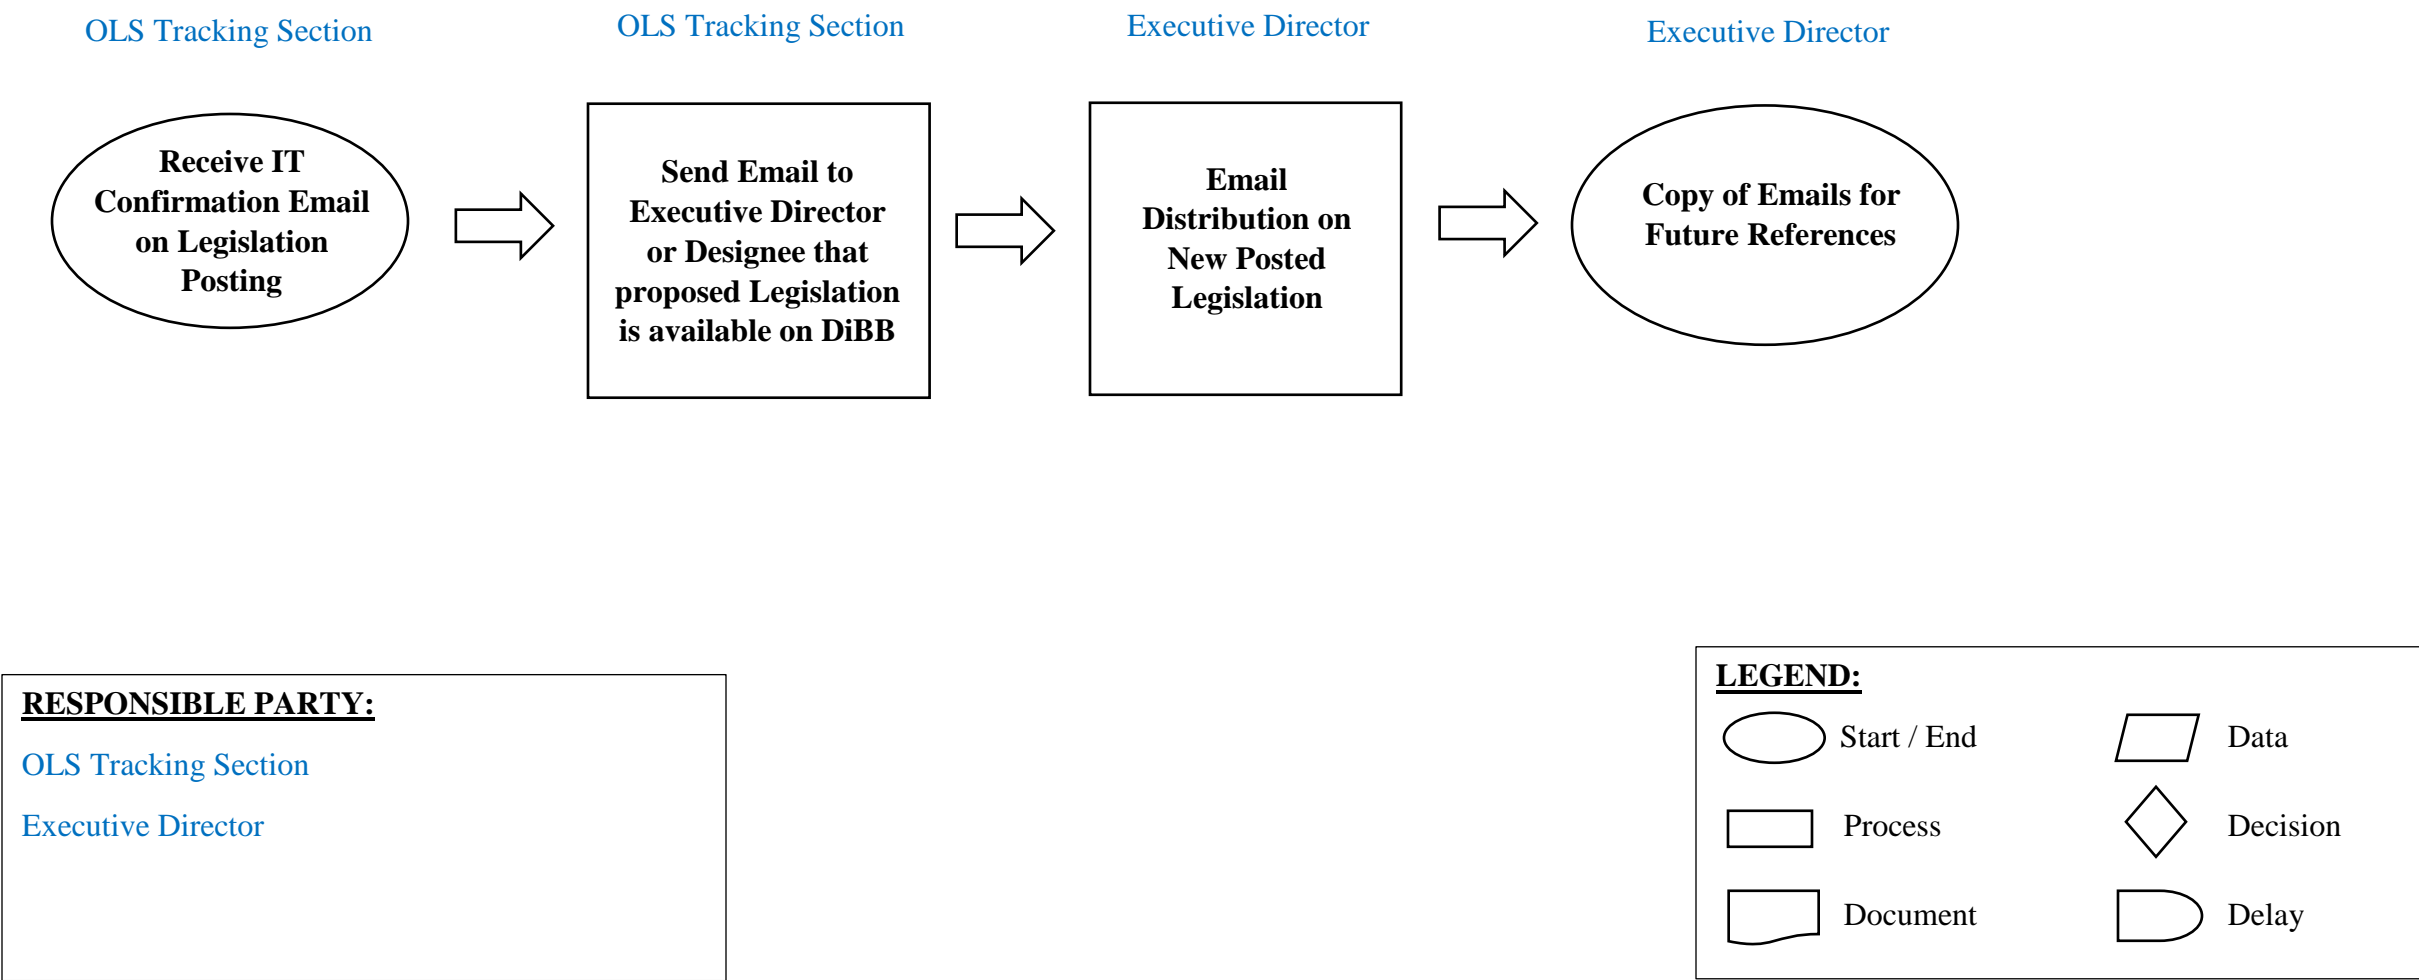 OLS Tracking Section
OLS Tracking Section
Executive Director
Executive Director
Receive IT
Confirmation Email
on Legislation
Posting
Send Email to
Executive Director
or Designee that
proposed Legislation
is available on DiBB
Email
Distribution on
New Posted
Legislation
Copy of Emails for
Future References
RESPONSIBLE PARTY:
OLS Tracking Section
Executive Director
LEGEND:
Start / End
Data
Process
Decision
Document
Delay